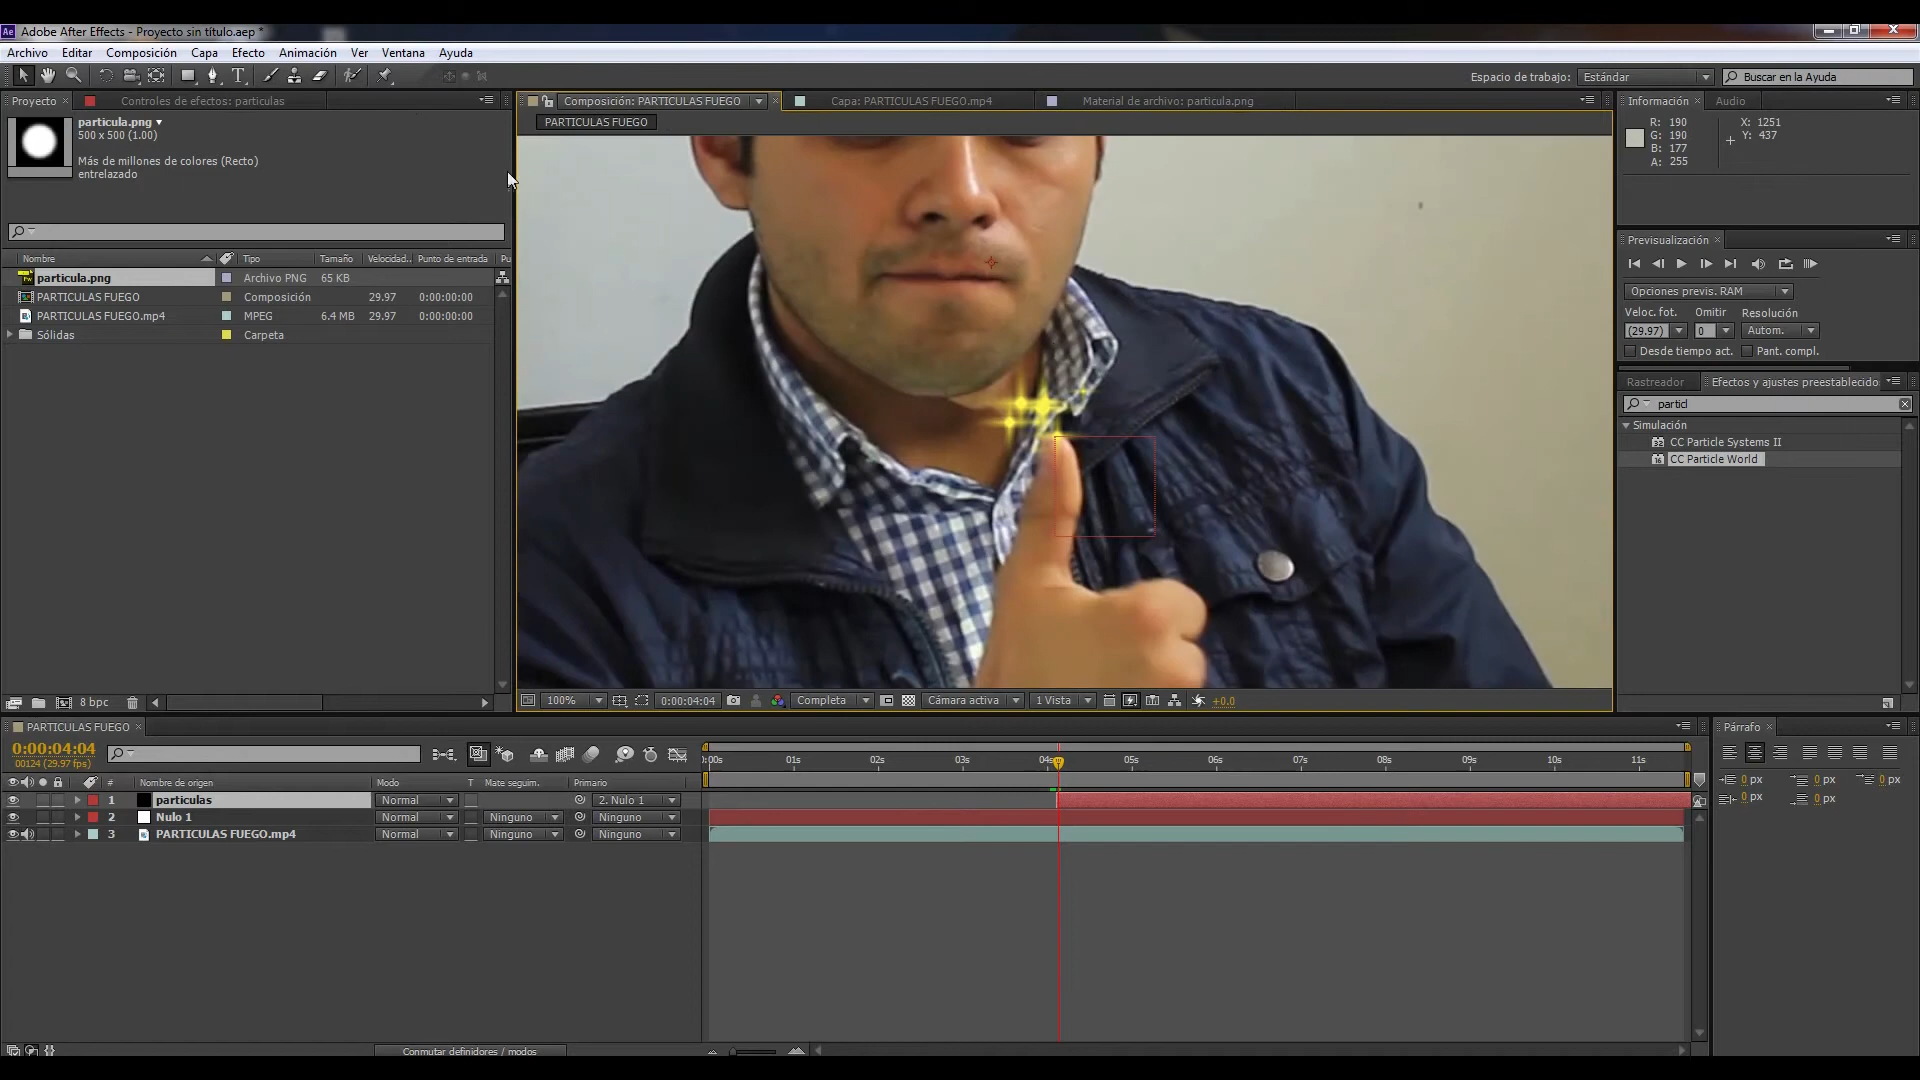 Adobe After Effects - Proyecto sin título.aep *
Archivo Editar Composición Capa Efecto Animación Ver Ventana Ayuda
Espacio de trabajo: Estándar Buscar en la Ayuda
Proyecto Controles de efectos: particulas
Composición: PARTICULAS FUEGO Capa: PARTICULAS FUEGO.mp4 Material de archivo: particula.png
PARTICULAS FUEGO
particula.png
500 x 500 (1.00)
Más de millones de colores (Recto)
entrelazado
Nombre Tipo Tamaño Velocidad... Punto de entrada Pu
particula.png Archivo PNG 65 KB
PARTICULAS FUEGO Composición 29.97 0:00:00:00
PARTICULAS FUEGO.mp4 MPEG 6.4 MB 29.97 0:00:00:00
Sólidas Carpeta
8 bpc
100% 0:00:04:04 Completa Cámara activa 1 Vista +0.0
Información Audio
R: 190 X: 1251
G: 190 Y: 437
B: 177
A: 255
Previsualización
Opciones previs. RAM
Veloc. fot. Omitir Resolución
(29.97) 0 Autom.
Desde tiempo act. Pant. compl.
Rastreador Efectos y ajustes preestablecido
particl
Simulación
CC Particle Systems II
CC Particle World
PARTICULAS FUEGO
0:00:04:04
00124 (29.97 fps)
# Nombre de origen Modo T Mate seguim. Primario
1 particulas Normal 2. Nulo 1
2 Nulo 1 Normal Ninguno Ninguno
3 PARTICULAS FUEGO.mp4 Normal Ninguno Ninguno
:00s 01s 02s 03s 04s 05s 06s 07s 08s 09s 10s 11s
Conmutar definidores / modos
Párrafo
0 px 0 px 0 px
0 px 0 px